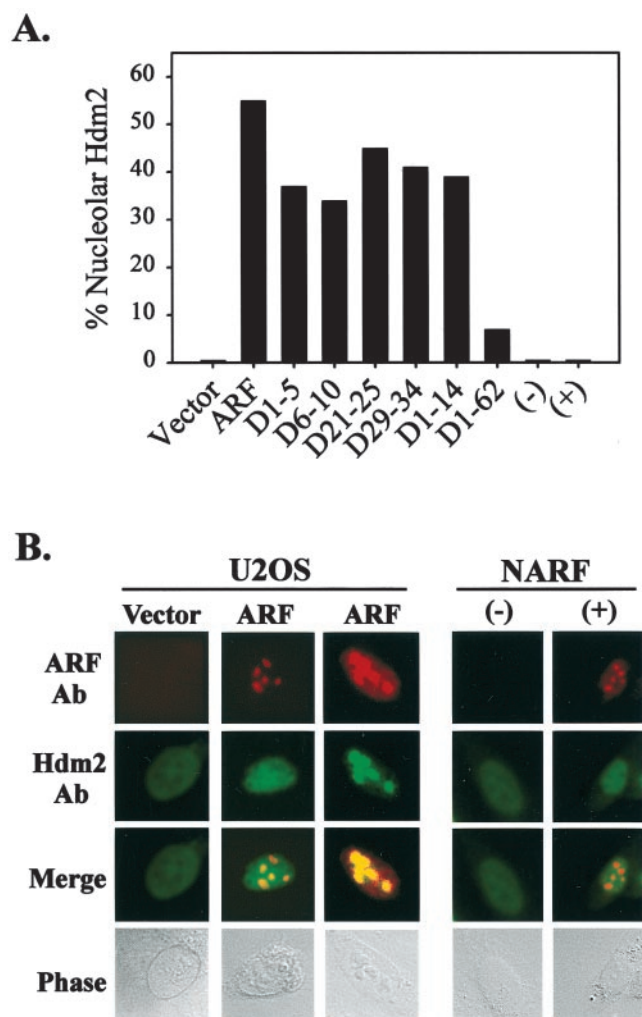 A.
% Nucleolar Hdm2
60
50
40
30
20
10
0
Vector
ARF
D1-5
D6-10
D21-25
D29-34
D1-14
D1-62
(-)
(+)
B.
U2OS NARF
Vector ARF ARF (-) (+)
ARF
Ab
Hdm2
Ab
Merge
Phase